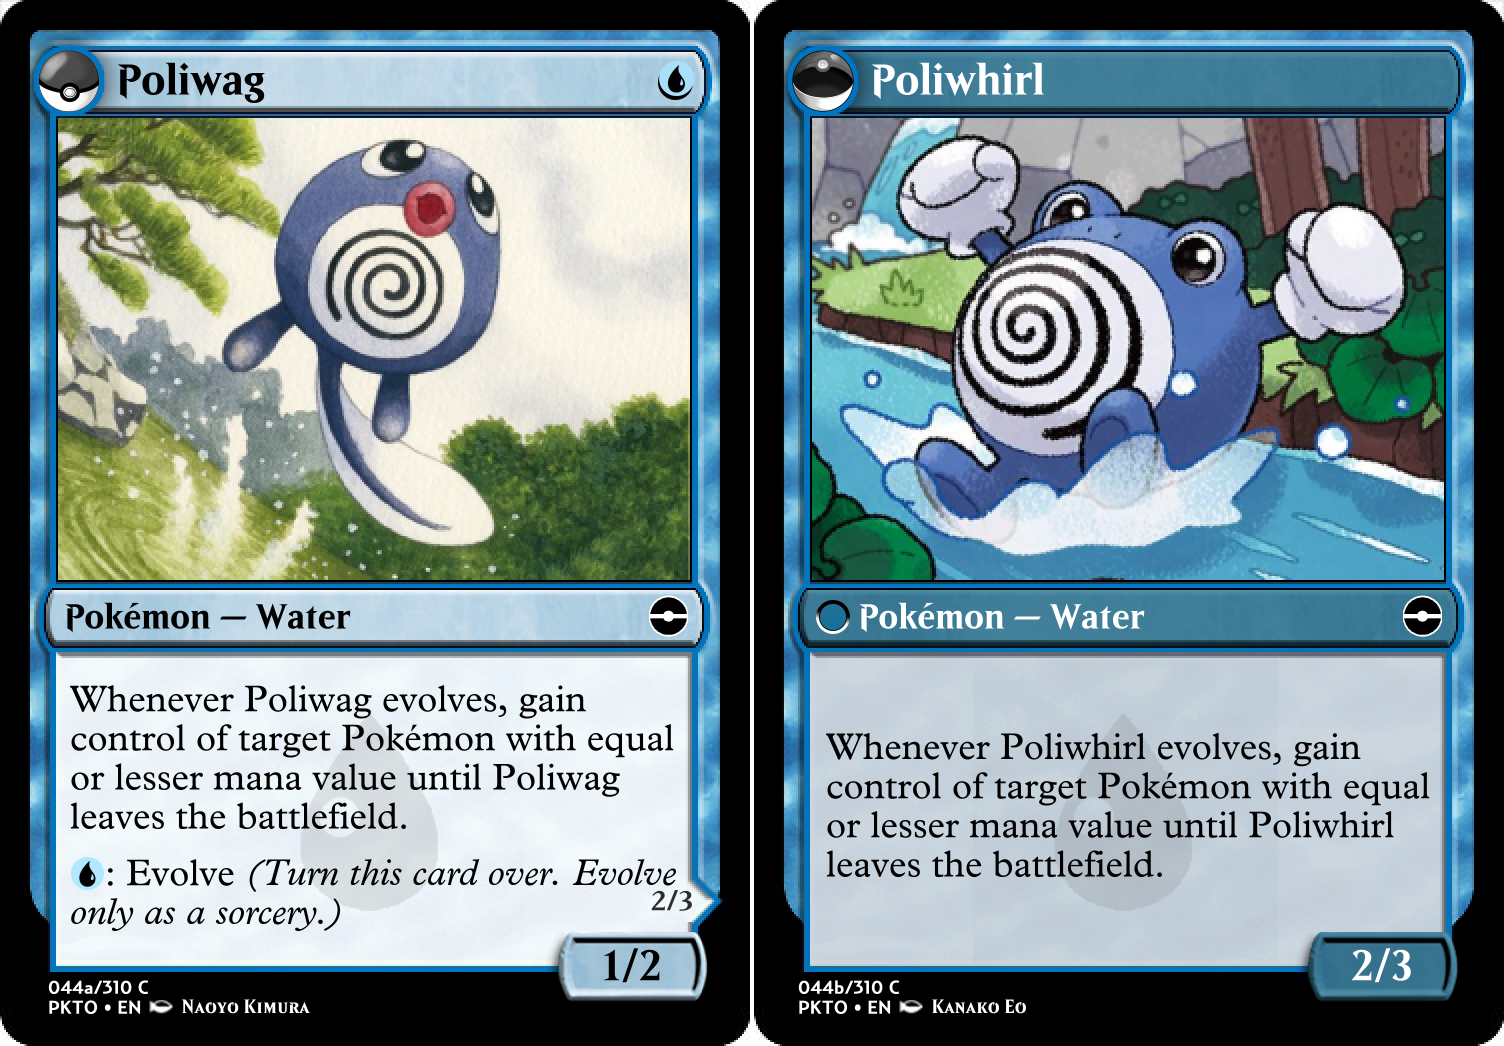 Poliwag
Pokémon — Water
Whenever Poliwag evolves, gain
control of target Pokémon with equal
or lesser mana value until Poliwag
leaves the battlefield.
: Evolve (Turn this card over. Evolve
only as a sorcery.)
2/3
1/2
044a/310 C
PKTO • EN Naoyo Kimura
Poliwhirl
Pokémon — Water
Whenever Poliwhirl evolves, gain
control of target Pokémon with equal
or lesser mana value until Poliwhirl
leaves the battlefield.
2/3
044b/310 C
PKTO • EN Kanako Eo